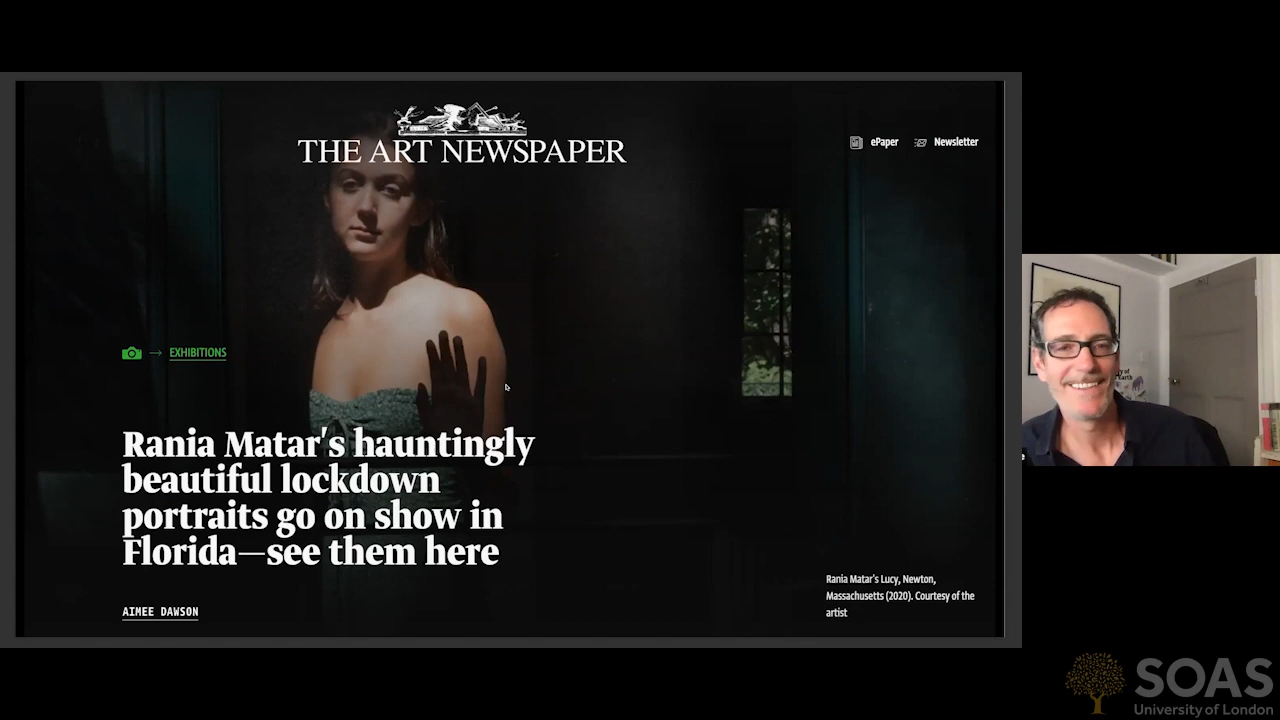 THE ART NEWSPAPER
ePaper
Newsletter
EXHIBITIONS
Rania Matar's hauntingly
beautiful lockdown
portraits go on show in
Florida—see them here
AIMEE DAWSON
Rania Matar's Lucy, Newton,
Massachusetts (2020). Courtesy of the
artist
SOAS
University of London